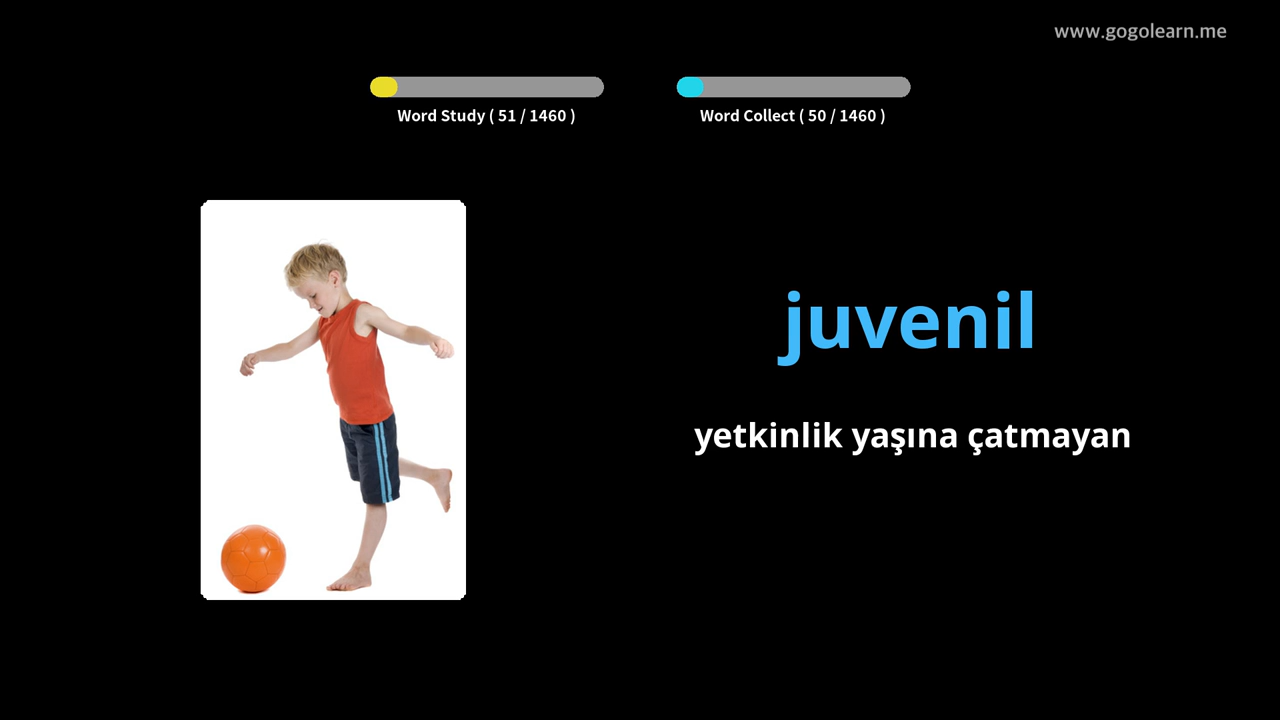 www.gogolearn.me
Word Study ( 51 / 1460 )
Word Collect ( 50 / 1460 )
juvenil
yetkinlik yaşına çatmayan